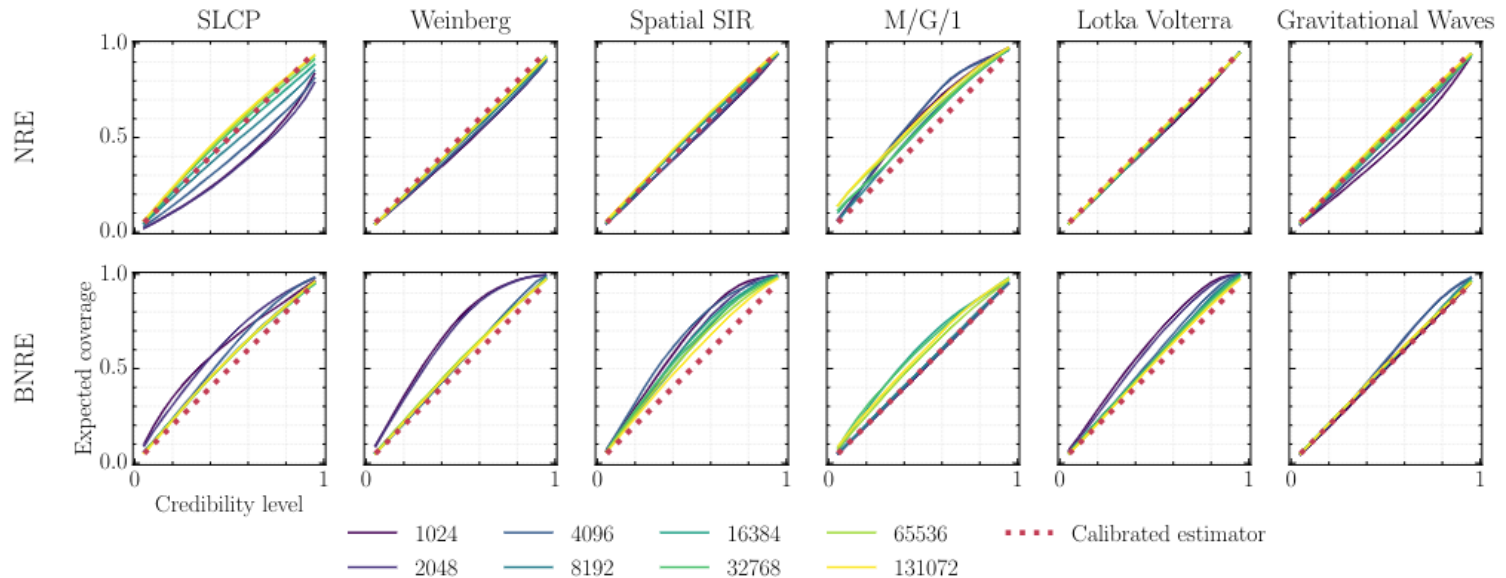 SLCP Weinberg Spatial SIR M/G/1 Lotka Volterra Gravitational Waves
NRE
1.0
0.5
0.0
BNRE
Expected coverage
1.0
0.5
0.0
0 1 0 1 0 1 0 1 0 1 0 1
Credibility level
1024 4096 16384 65536 Calibrated estimator
2048 8192 32768 131072